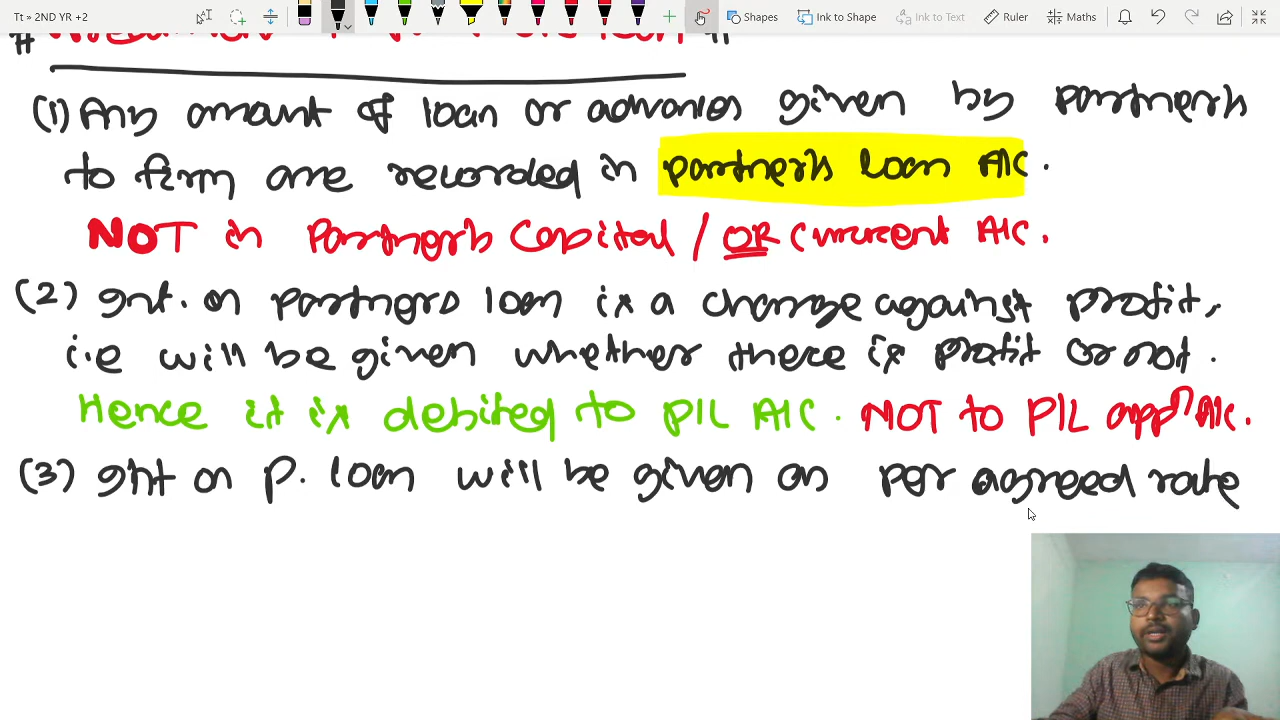 Tt » 2ND YR +2
Shapes
Ink to Shape
Ink to Text
Ruler
Maths
#
(1) Any amount of loan or advances given by partners
to firm are recorded in partner's loan A/C.
NOT in Partner's Capital / OR Current A/C.
(2) Int. on partners loan is a charge against profit,
i.e will be given whether there is profit or not.
Hence it is debited to P/L A/C. NOT to P/L appn A/c.
(3) Int on P. loan will be given as per agreed rate